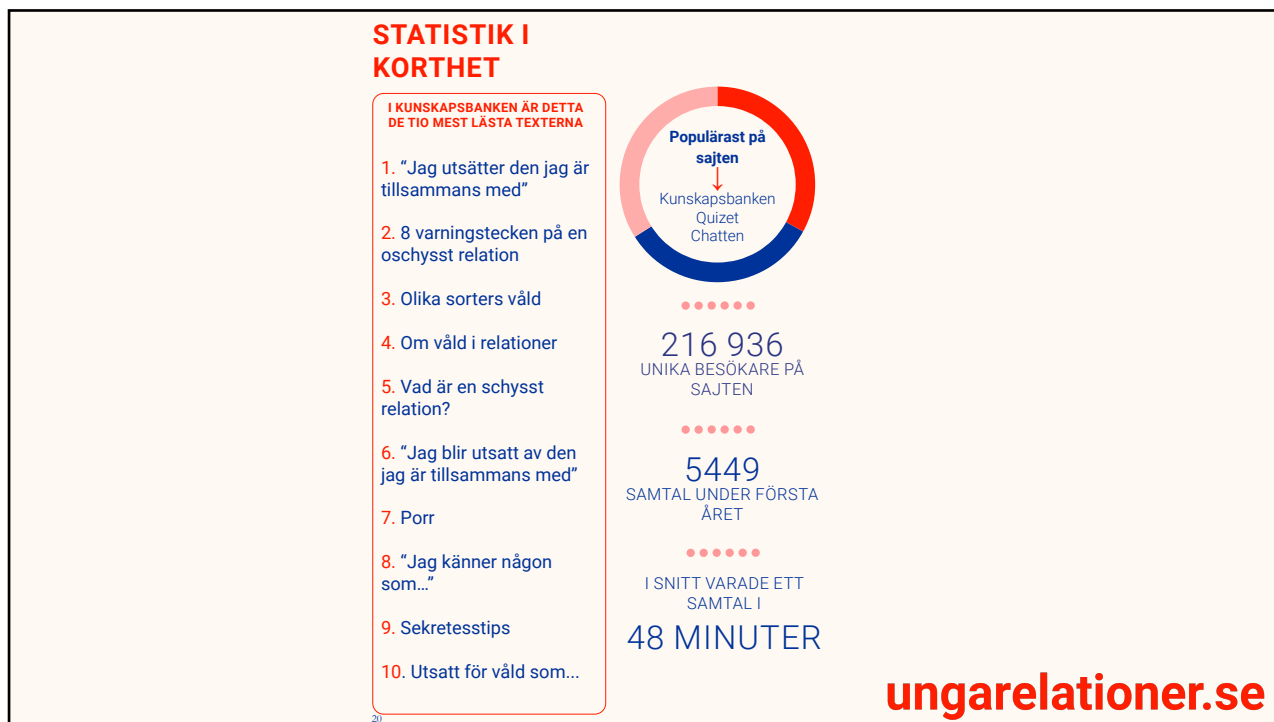 STATISTIK I
KORTHET
I KUNSKAPSBANKEN ÄR DETTA
DE TIO MEST LÄSTA TEXTERNA
1. “Jag utsätter den jag är
tillsammans med”
2. 8 varningstecken på en
oschysst relation
3. Olika sorters våld
4. Om våld i relationer
5. Vad är en schysst
relation?
6. “Jag blir utsatt av den
jag är tillsammans med”
7. Porr
8. “Jag känner någon
som…”
9. Sekretesstips
10. Utsatt för våld som...
20
Populärast på
sajten
↓
Kunskapsbanken
Quizet
Chatten
216 936
UNIKA BESÖKARE PÅ
SAJTEN
5449
SAMTAL UNDER FÖRSTA
ÅRET
I SNITT VARADE ETT
SAMTAL I
48 MINUTER
ungarelationer.se